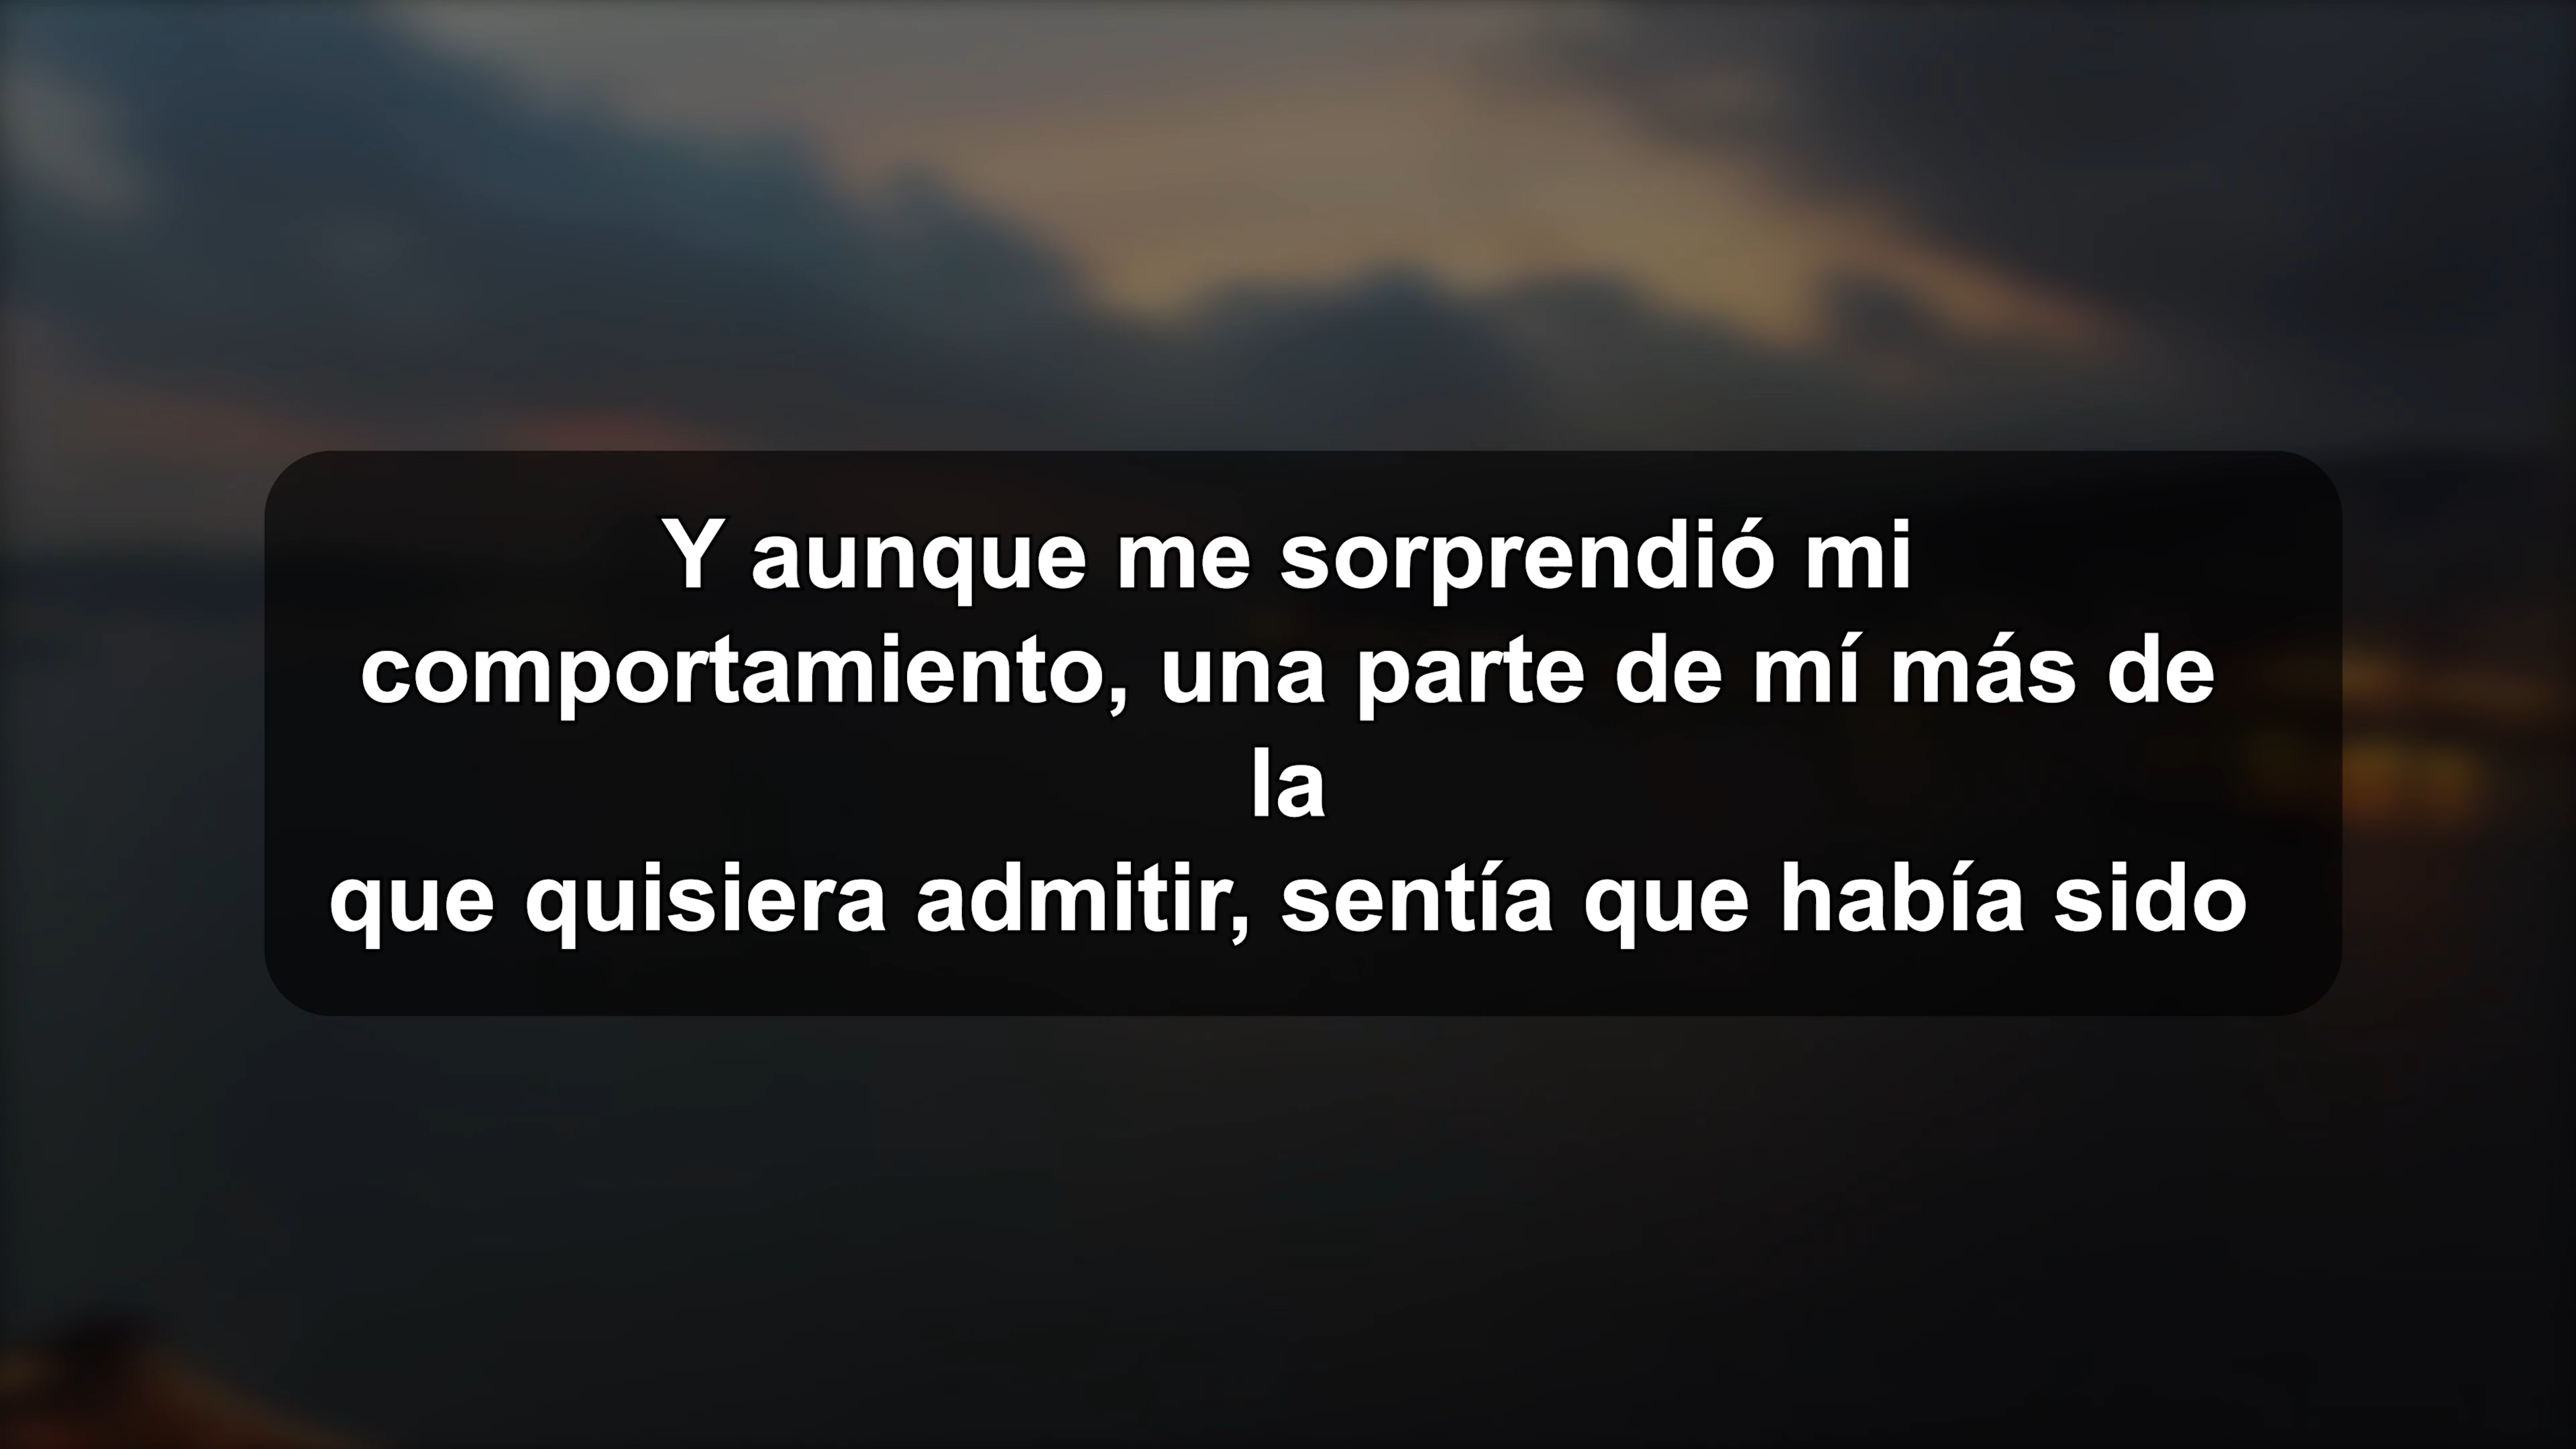 Y aunque me sorprendió mi
comportamiento, una parte de mí más de
la
que quisiera admitir, sentía que había sido